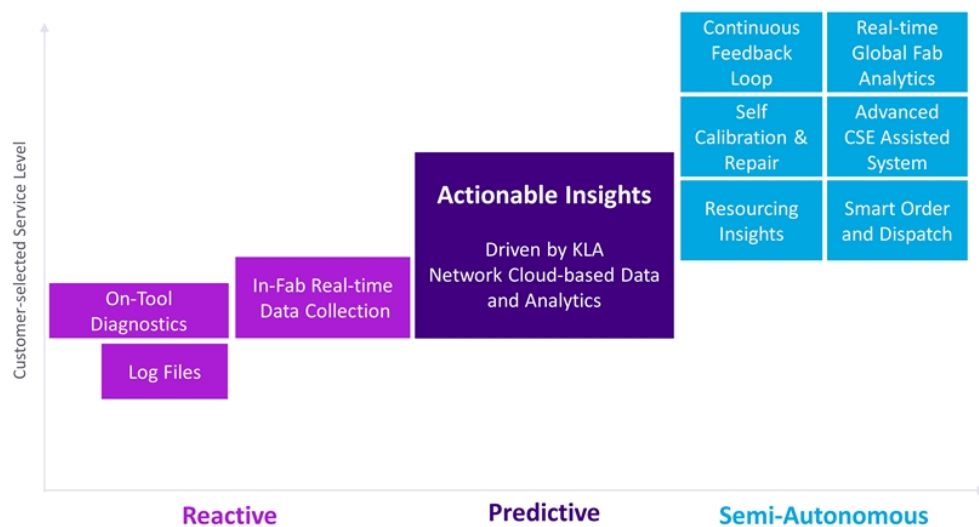 Customer-selected Service Level
On-Tool
Diagnostics
Log Files
In-Fab Real-time
Data Collection
Actionable Insights
Driven by KLA
Network Cloud-based Data
and Analytics
Continuous
Feedback
Loop
Real-time
Global Fab
Analytics
Self
Calibration &
Repair
Advanced
CSE Assisted
System
Resourcing
Insights
Smart Order
and Dispatch
Reactive
Predictive
Semi-Autonomous